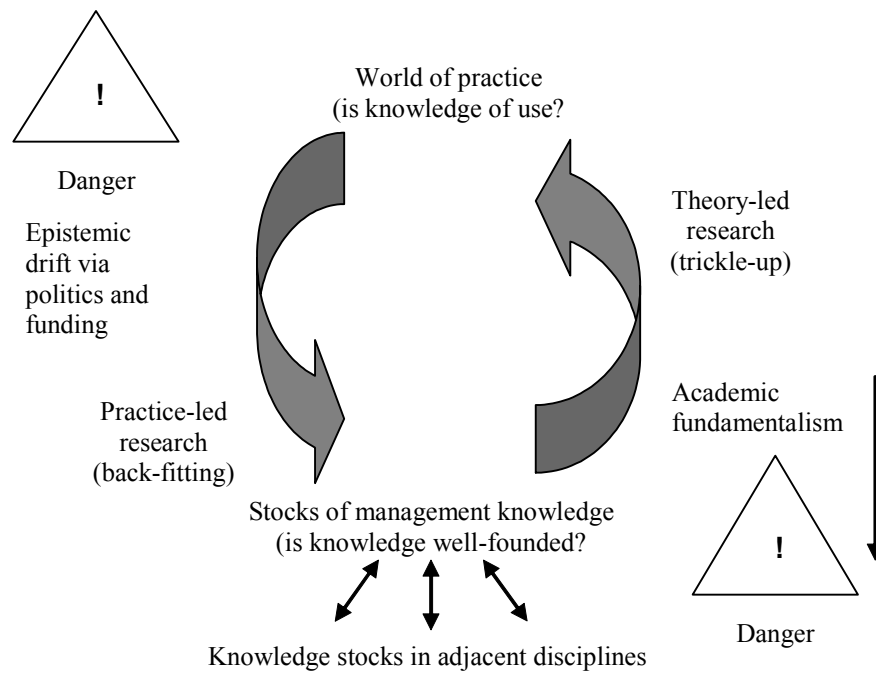 !
World of practice
(is knowledge of use?
Danger
Epistemic
drift via
politics and
funding
Theory-led
research
(trickle-up)
Practice-led
research
(back-fitting)
Academic
fundamentalism
!
Stocks of management knowledge
(is knowledge well-founded?
Danger
Knowledge stocks in adjacent disciplines